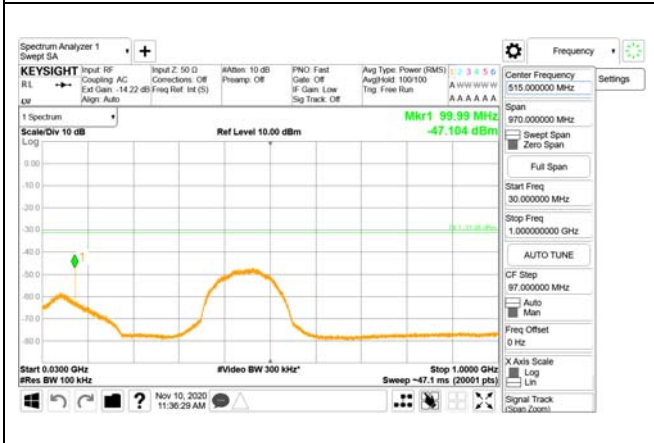 Spectrum Analyzer 1
Swept SA
+
Frequency
KEYSIGHT
Input: RF
Coupling: AC
Ext Gain: -14.22 dB
Align: Auto
Input Z: 50 Ω
Corrections: Off
Freq Ref: Int (S)
#Atten: 10 dB
Preamp: Off
PNO: Fast
Gate: Off
IF Gain: Low
Sig Track: Off
Avg Type: Power (RMS)
Avg|Hold: 100/100
Trig: Free Run
1 2 3 4 5 6
A W W W W W
A A A A A A
RL
1 Spectrum
Scale/Div 10 dB
Log
Ref Level 10.00 dBm
Mkr1 99.99 MHz
-47.104 dBm
0.00
-10.0
-20.0
-30.0
-40.0
-50.0
-60.0
-70.0
-80.0
1
Start 0.0300 GHz
#Res BW 100 kHz
#Video BW 300 kHz*
Stop 1.0000 GHz
Sweep ~47.1 ms (20001 pts)
Nov 10, 2020
11:36:29 AM
?
Center Frequency
515.000000 MHz
Settings
Span
970.000000 MHz
Swept Span
Zero Span
Full Span
Start Freq
30.000000 MHz
Stop Freq
1.000000000 GHz
AUTO TUNE
CF Step
97.000000 MHz
Auto
Man
Freq Offset
0 Hz
X Axis Scale
Log
Lin
Signal Track
(Span Zoom)